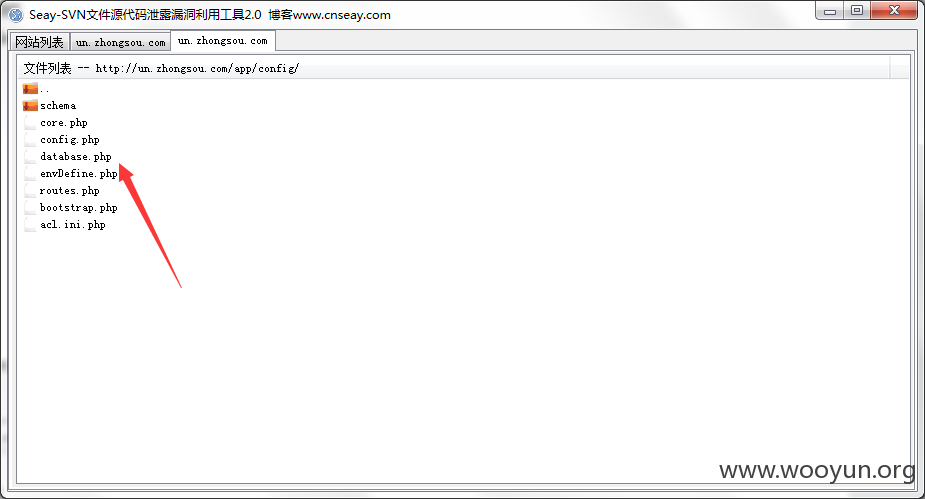 Seay-SVN文件源代码泄露漏洞利用工具2.0 博客www.cnseay.com
网站列表 un.zhongsou.com un.zhongsou.com
文件列表 -- http://un.zhongsou.com/app/config/
..
schema
core.php
config.php
database.php
envDefine.php
routes.php
bootstrap.php
acl.ini.php
www.wooyun.org